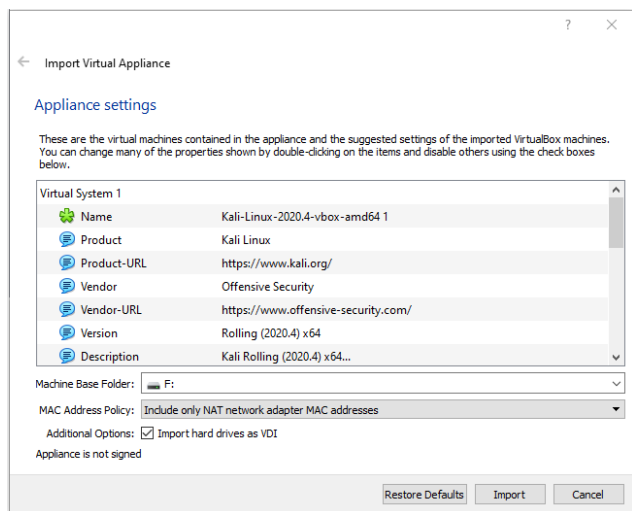 ?
Import Virtual Appliance
Appliance settings
These are the virtual machines contained in the appliance and the suggested settings of the imported VirtualBox machines.
You can change many of the properties shown by double-clicking on the items and disable others using the check boxes
below.
Virtual System 1
Name Kali-Linux-2020.4-vbox-amd64 1
Product Kali Linux
Product-URL https://www.kali.org/
Vendor Offensive Security
Vendor-URL https://www.offensive-security.com/
Version Rolling (2020.4) x64
Description Kali Rolling (2020.4) x64...
Machine Base Folder: F:
MAC Address Policy: Include only NAT network adapter MAC addresses
Additional Options: Import hard drives as VDI
Appliance is not signed
Restore Defaults Import Cancel